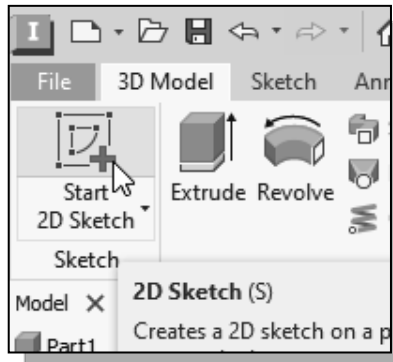 I
File 3D Model Sketch
Start
2D Sketch
Extrude Revolve
Sketch
Model
2D Sketch (S)
Creates a 2D sketch on a
Part1